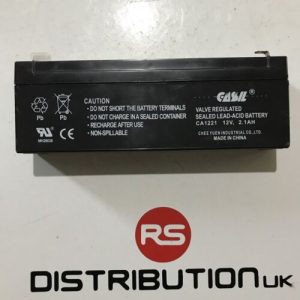 CAUTION
• DO NOT SHORT THE BATTERY TERMINALS
• DO NOT CHARGE IN A SEALED CONTAINER
• RECHARGE AFTER USE
• NON-SPILLABLE
CASIL
VALVE REGULATED
SEALED LEAD-ACID BATTERY
CA1221 12V, 2.1AH
CHEE YUEN INDUSTRIAL CO., LTD
MADE IN CHINA
Pb
RS
DISTRIBUTION UK